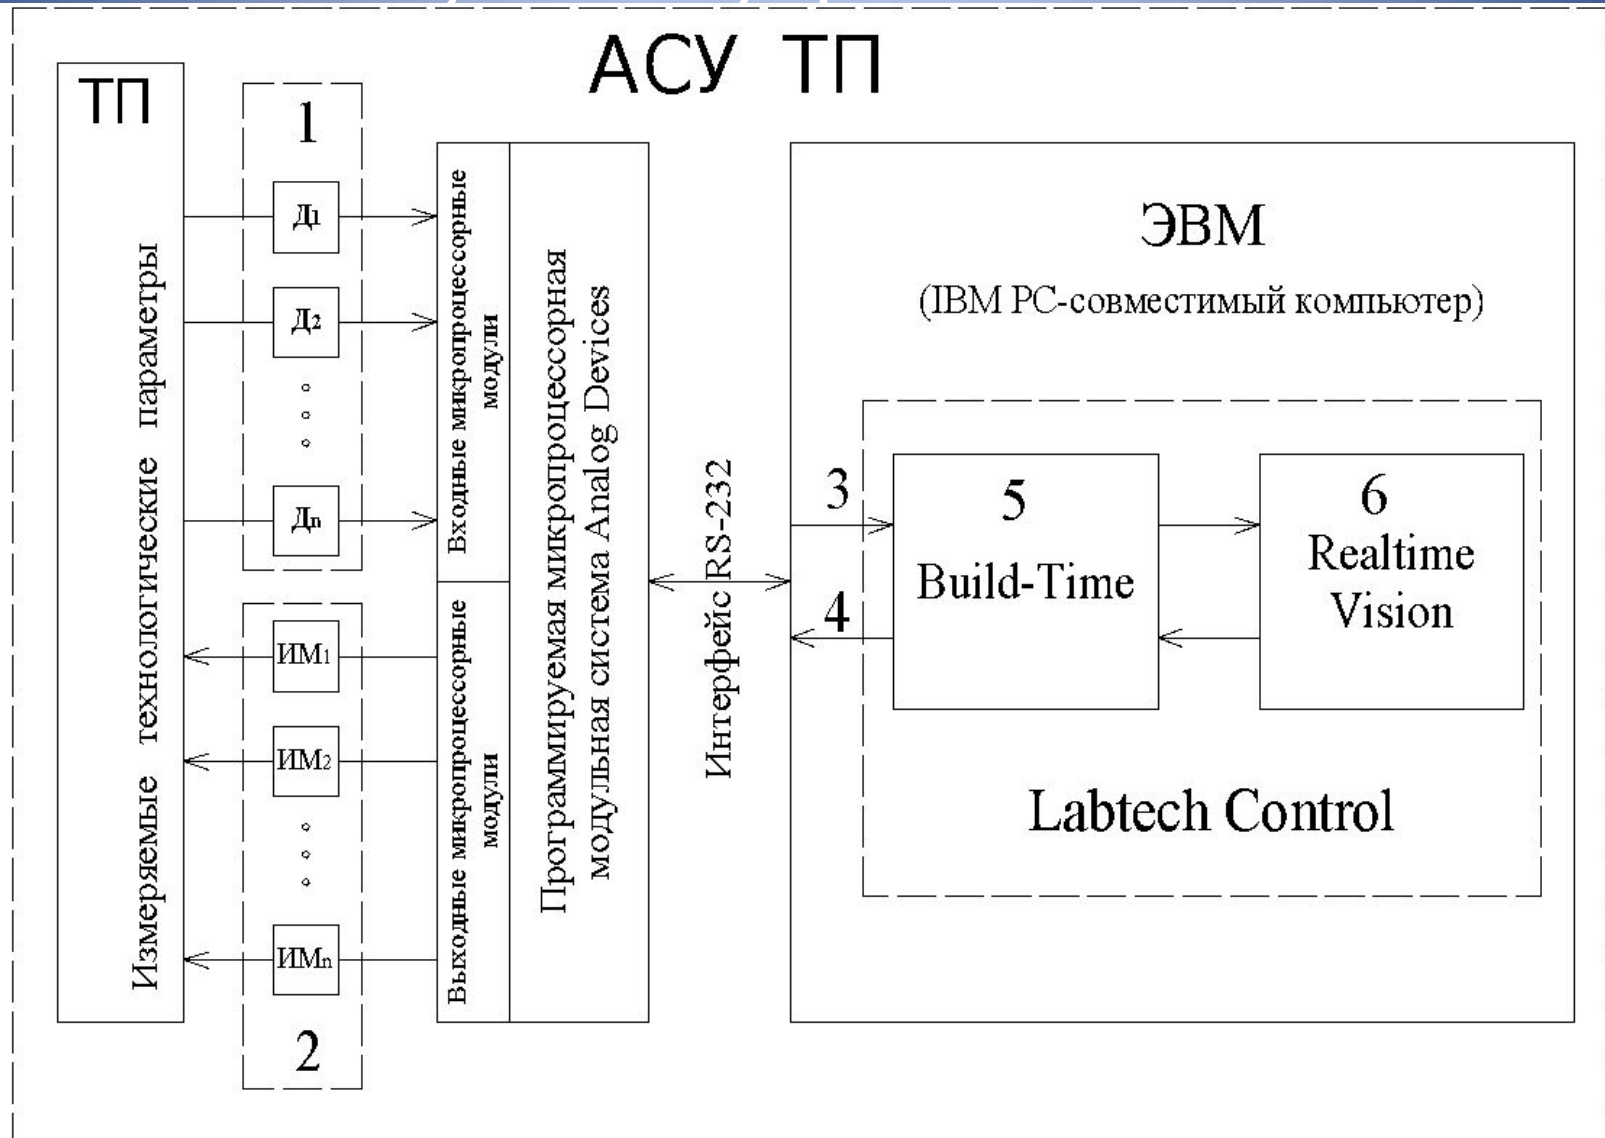 АСУ ТП
ТП
Измеряемые технологические параметры
1
Д1
Д2
Дn
ИМ1
ИМ2
ИМn
2
Входные микропроцессорные
модули
Выходные микропроцессорные
модули
Программируемая микропроцессорная
модульная система Analog Devices
Интерфейс RS-232
ЭВМ
(IBM PC-совместимый компьютер)
3
4
5
Build-Time
6
Realtime
Vision
Labtech Control